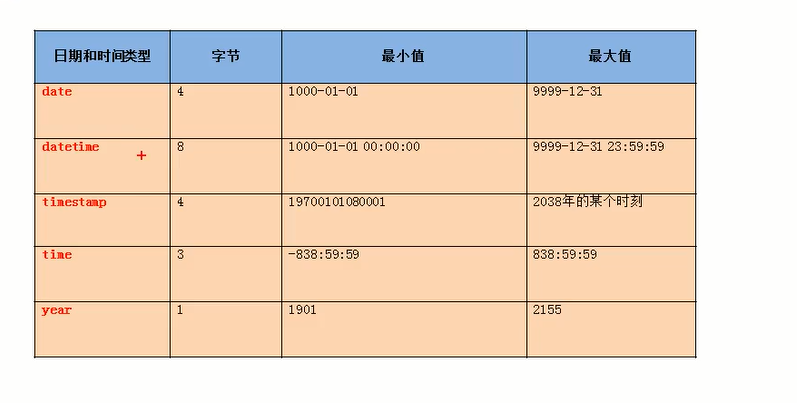 日期和时间类型 字节 最小值 最大值
date 4 1000-01-01 9999-12-31
datetime 8 1000-01-01 00:00:00 9999-12-31 23:59:59
timestamp 4 19700101080001 2038年的某个时刻
time 3 -838:59:59 838:59:59
year 1 1901 2155